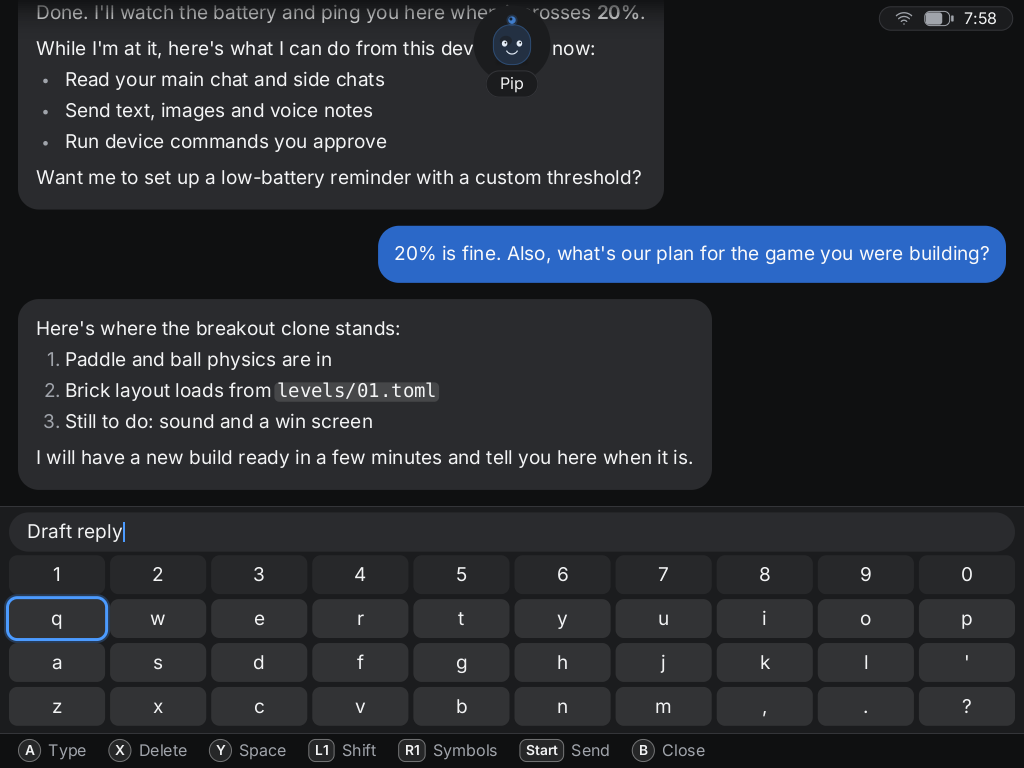 Done. I'll watch the battery and ping you here when crosses 20%.
7:58
While I'm at it, here's what I can do from this now:
Pip
• Read your main chat and side chats
• Send text, images and voice notes
• Run device commands you approve
Want me to set up a low-battery reminder with a custom threshold?
20% is fine. Also, what's our plan for the game you were building?
Here's where the breakout clone stands:
1. Paddle and ball physics are in
2. Brick layout loads from levels/01.toml
3. Still to do: sound and a win screen
I will have a new build ready in a few minutes and tell you here when it is.
Draft reply
1 2 3 4 5 6 7 8 9 0
q w e r t y u i o p
a s d f g h j k l '
z x c v b n m , . ?
A Type X Delete Y Space L1 Shift R1 Symbols Start Send B Close